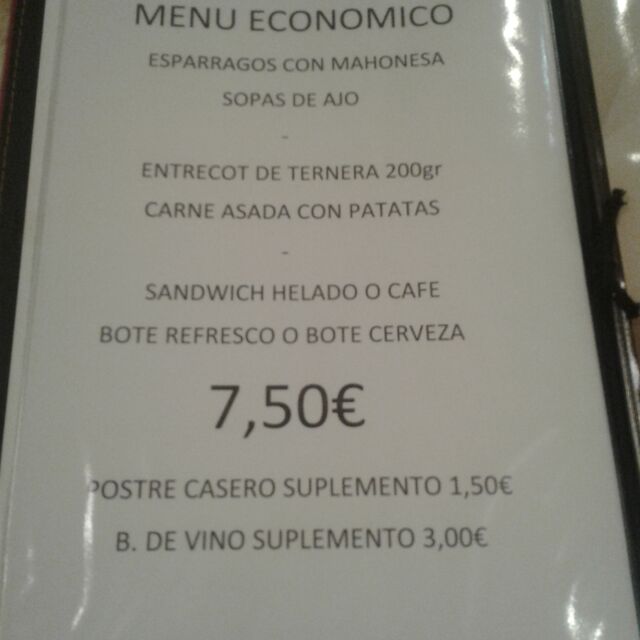 MENU ECONOMICO
ESPARRAGOS CON MAHONESA
SOPAS DE AJO
-
ENTRECOT DE TERNERA 200gr
CARNE ASADA CON PATATAS
-
SANDWICH HELADO O CAFE
BOTE REFRESCO O BOTE CERVEZA
7,50€
POSTRE CASERO SUPLEMENTO 1,50€
B. DE VINO SUPLEMENTO 3,00€